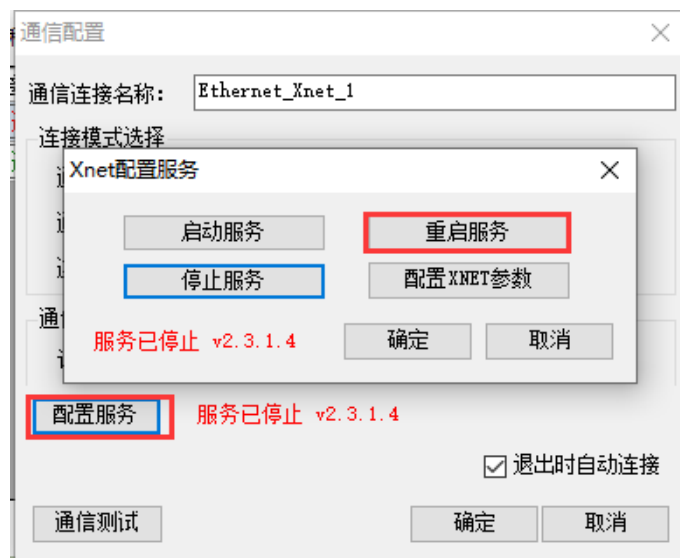 通信配置
通信连接名称: Ethernet_Xnet_1
连接模式选择
Xnet配置服务
启动服务 重启服务
停止服务 配置XNET参数
服务已停止 v2.3.1.4 确定 取消
通信
配置服务 服务已停止 v2.3.1.4
退出时自动连接
通信测试 确定 取消